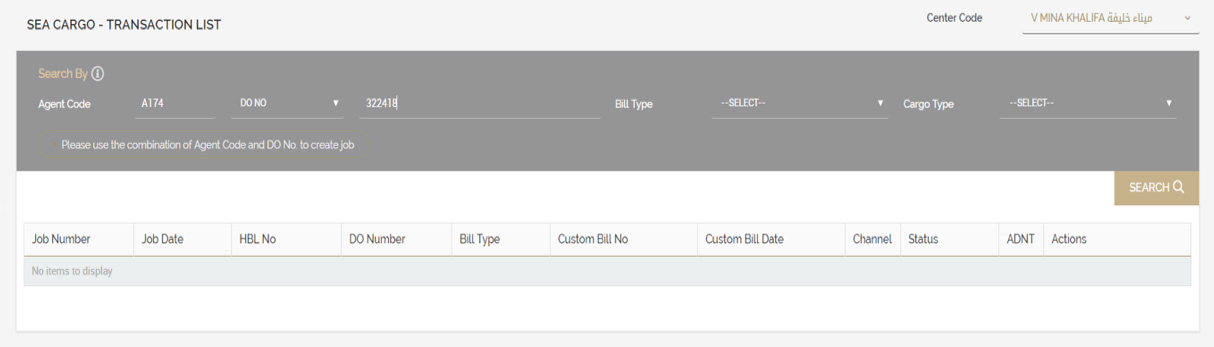 SEA CARGO - TRANSACTION LIST
Center Code
V MINA KHALIFA ميناء خليفة
Search By
Agent Code A174 DO NO 322418 Bill Type --SELECT-- Cargo Type --SELECT--
Please use the combination of Agent Code and DO No. to create job
SEARCH
Job Number Job Date HBL No DO Number Bill Type Custom Bill No Custom Bill Date Channel Status ADNT Actions
No items to display